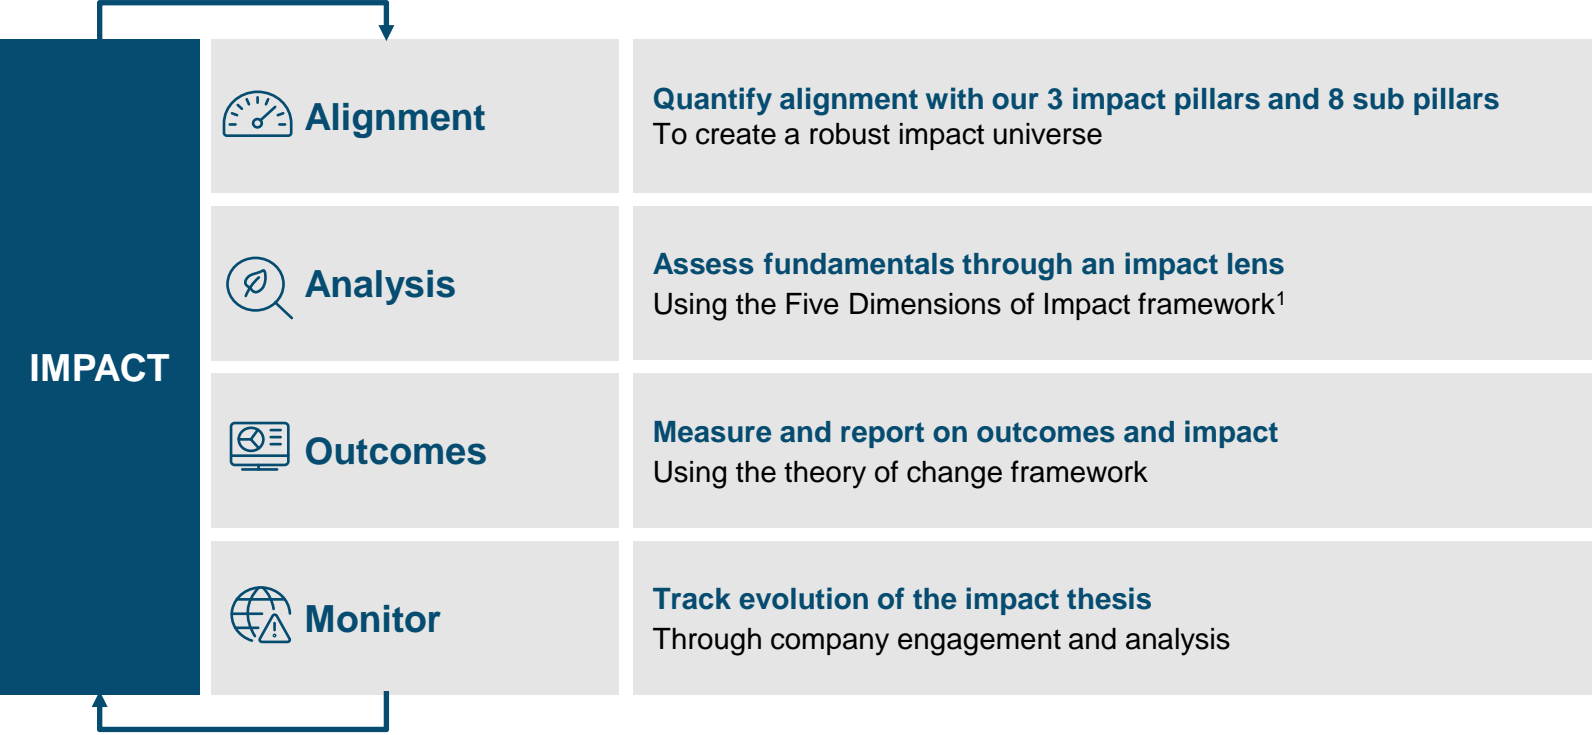 IMPACT
Alignment
Quantify alignment with our 3 impact pillars and 8 sub pillars
To create a robust impact universe
Analysis
Assess fundamentals through an impact lens
Using the Five Dimensions of Impact framework¹
Outcomes
Measure and report on outcomes and impact
Using the theory of change framework
Monitor
Track evolution of the impact thesis
Through company engagement and analysis